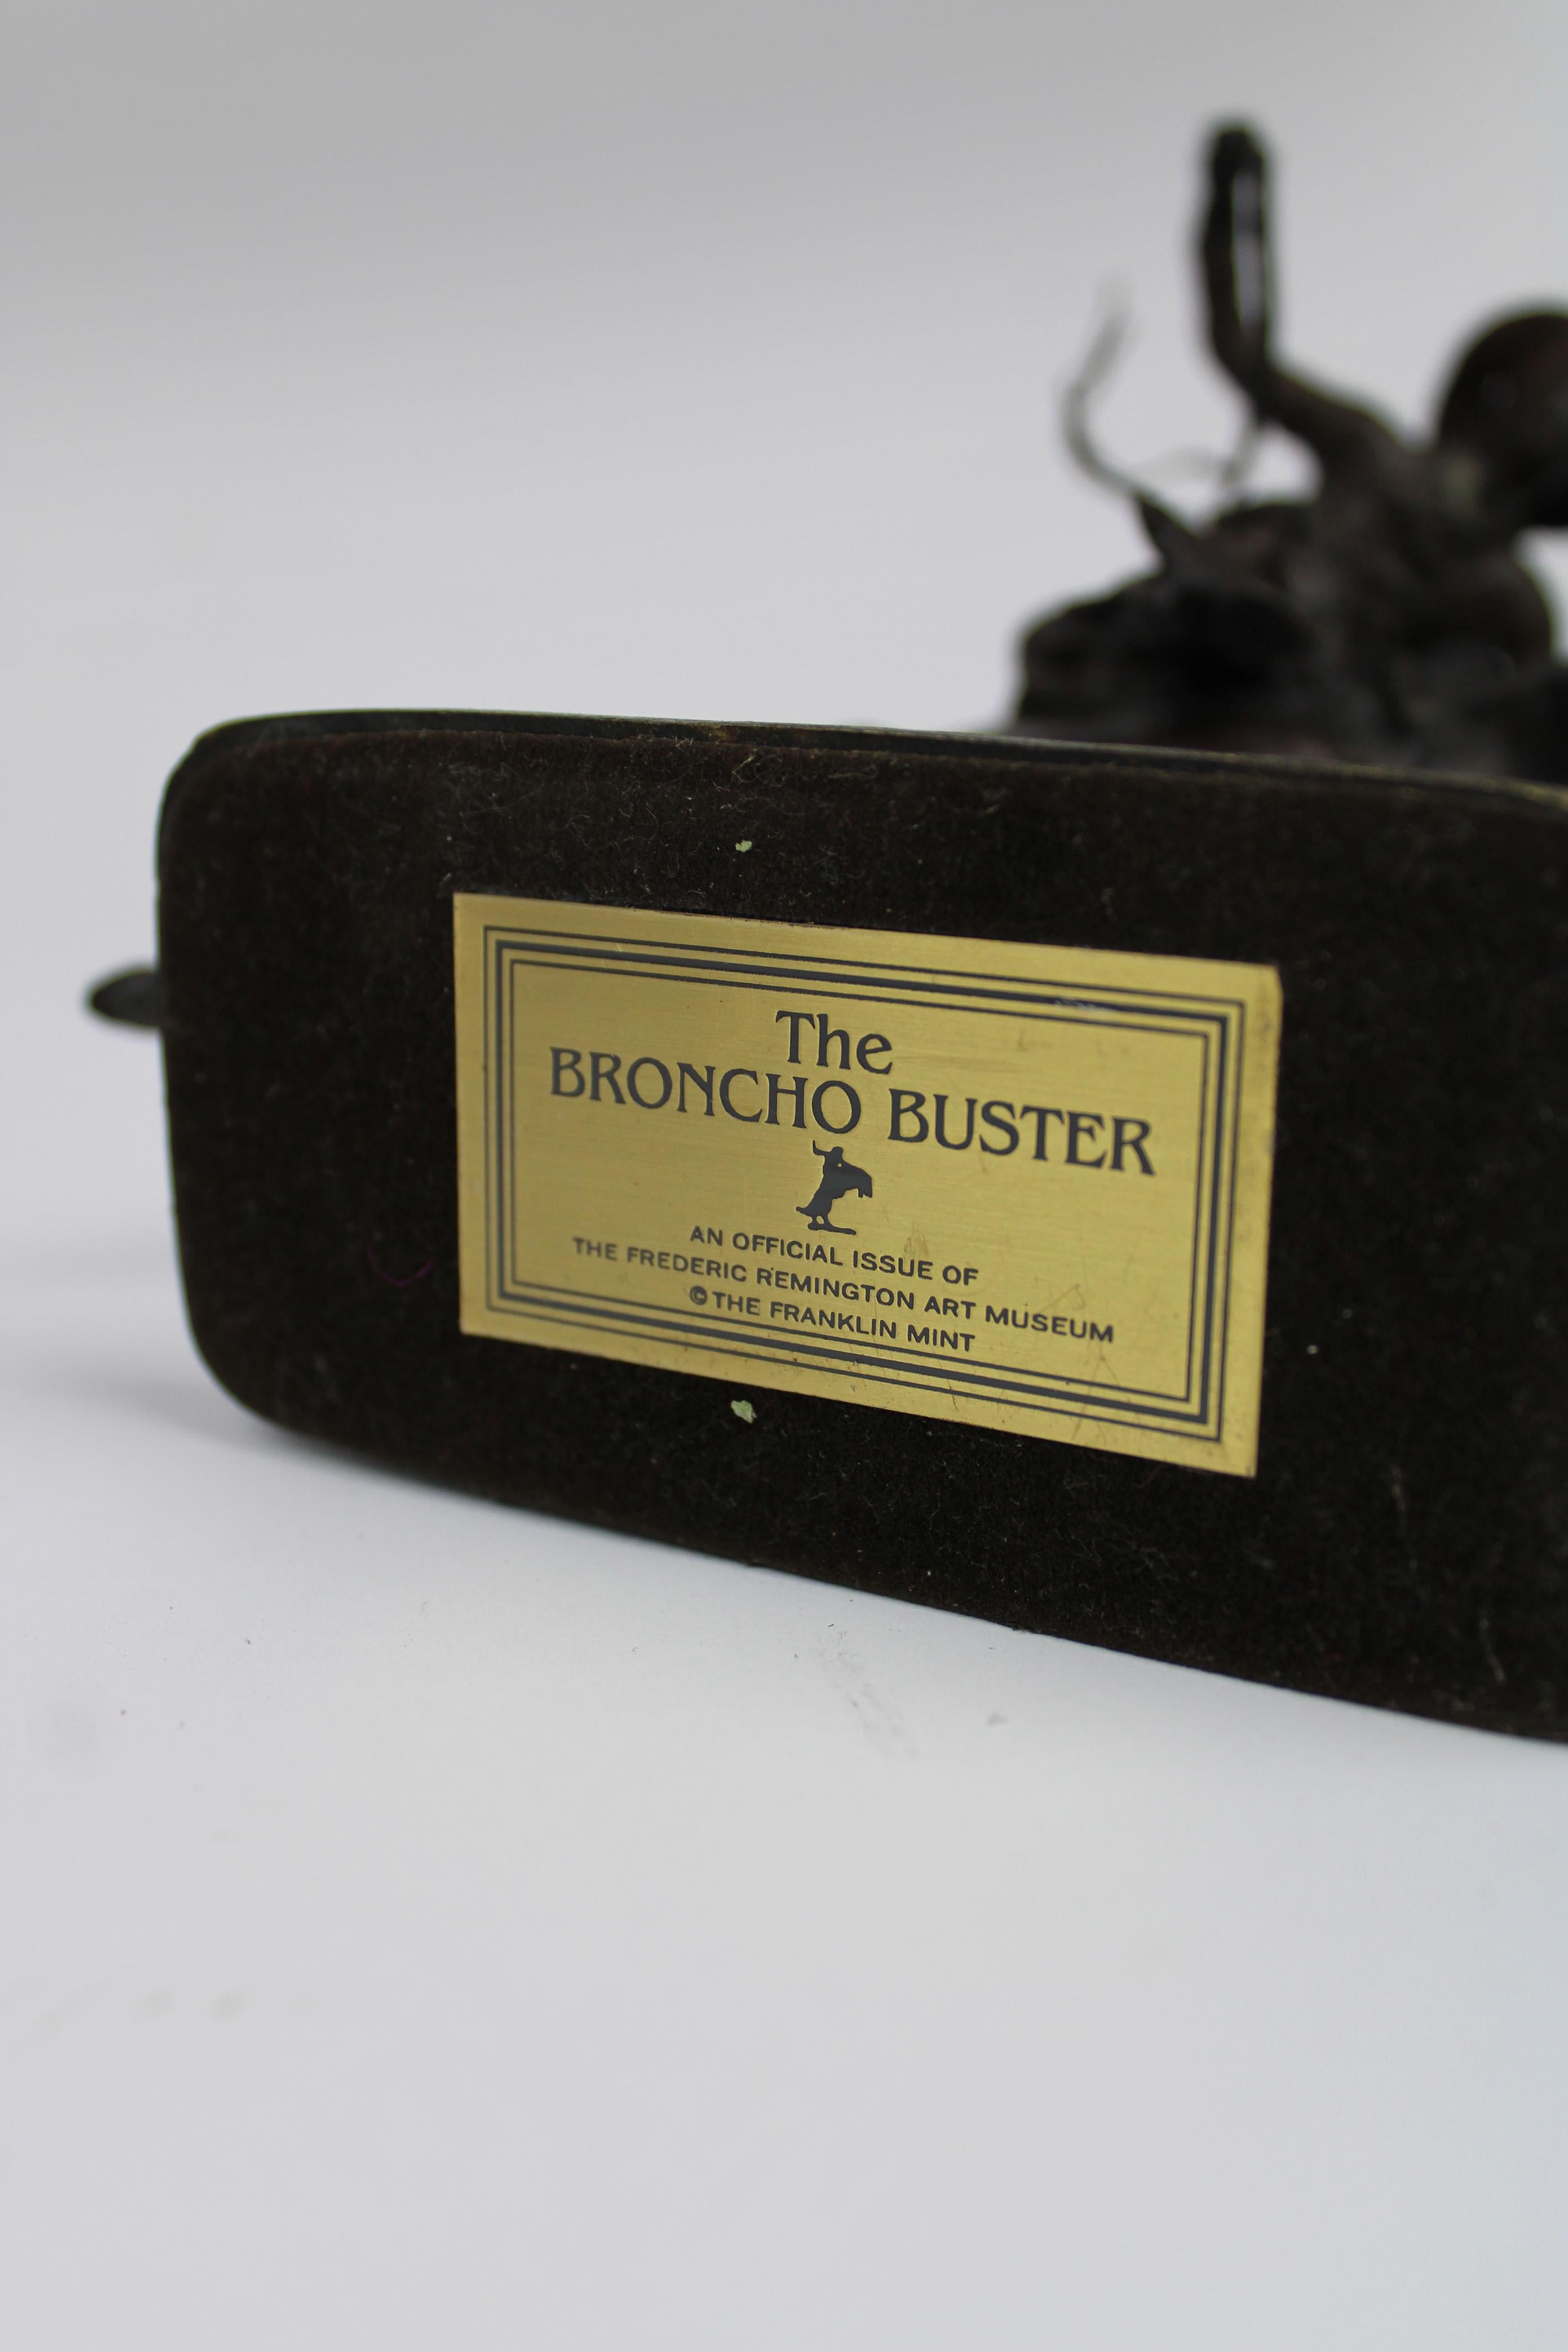 The
BRONCHO BUSTER
AN OFFICIAL ISSUE OF
THE FREDERIC REMINGTON ART MUSEUM
©THE FRANKLIN MINT